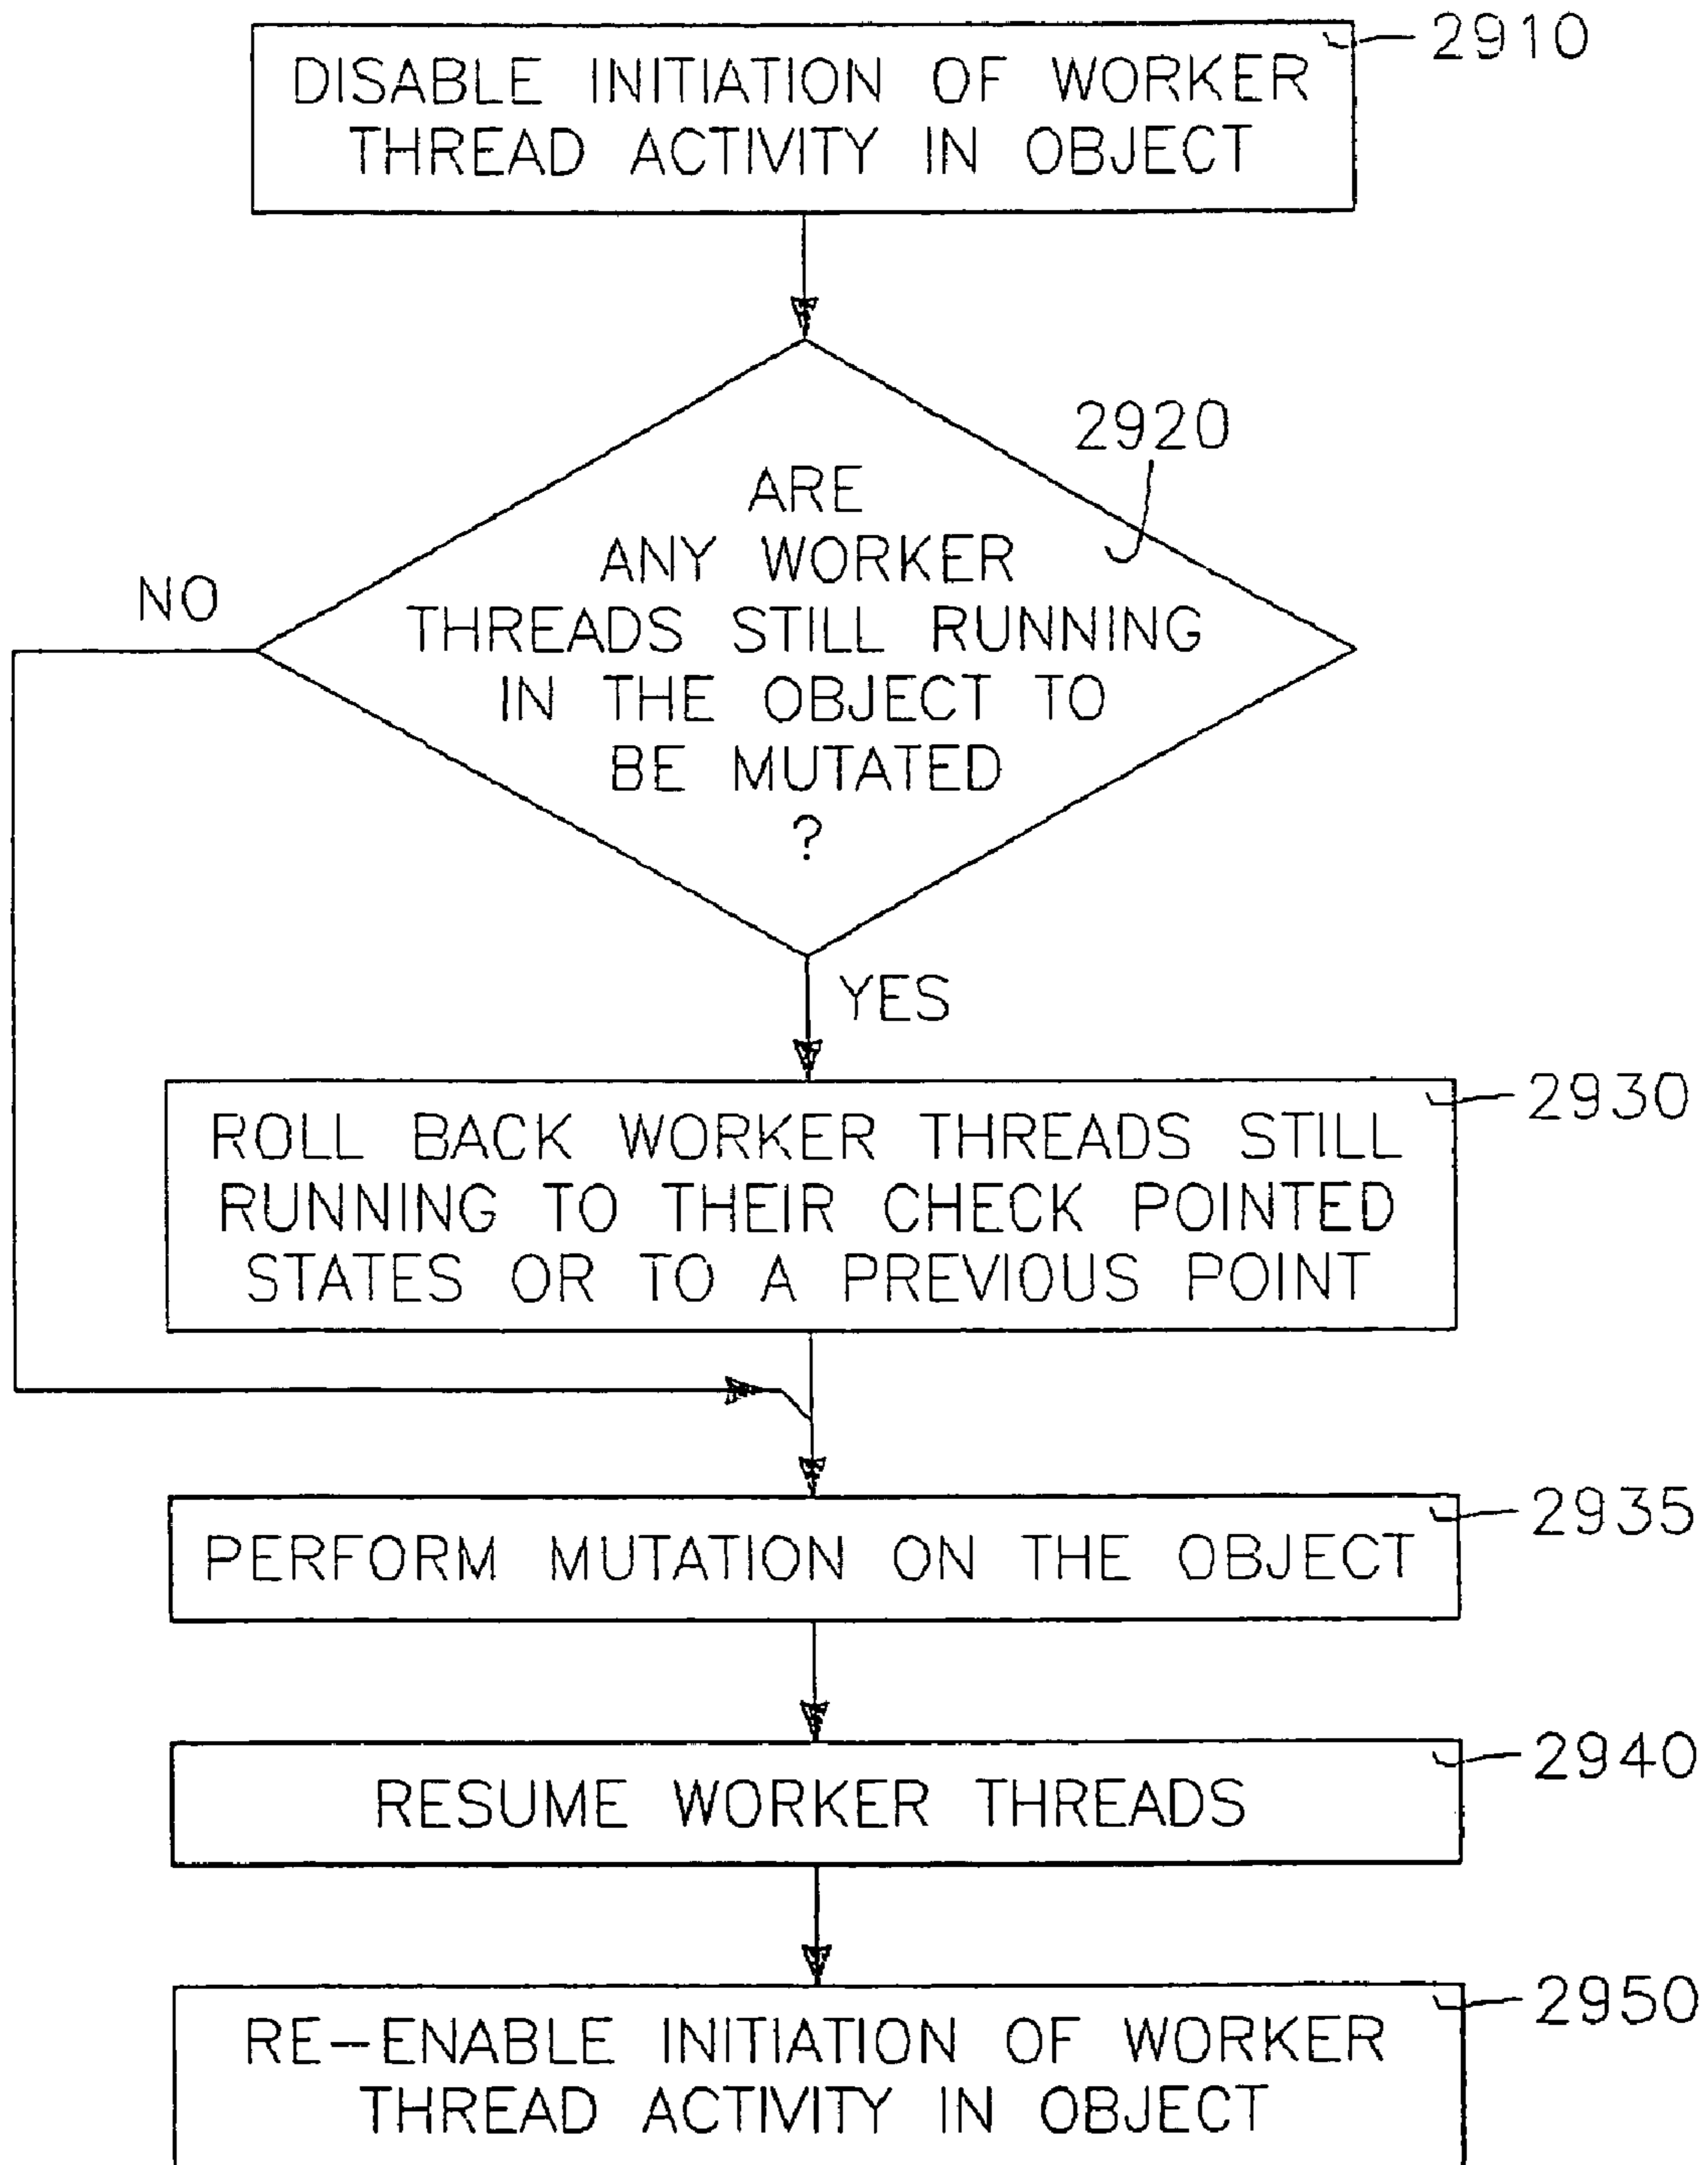 2910
DISABLE INITIATION OF WORKER
THREAD ACTIVITY IN OBJECT
2920
ARE
ANY WORKER
THREADS STILL RUNNING
IN THE OBJECT TO
BE MUTATED
?
NO
YES
2930
ROLL BACK WORKER THREADS STILL
RUNNING TO THEIR CHECK POINTED
STATES OR TO A PREVIOUS POINT
2935
PERFORM MUTATION ON THE OBJECT
2940
RESUME WORKER THREADS
2950
RE-ENABLE INITIATION OF WORKER
THREAD ACTIVITY IN OBJECT